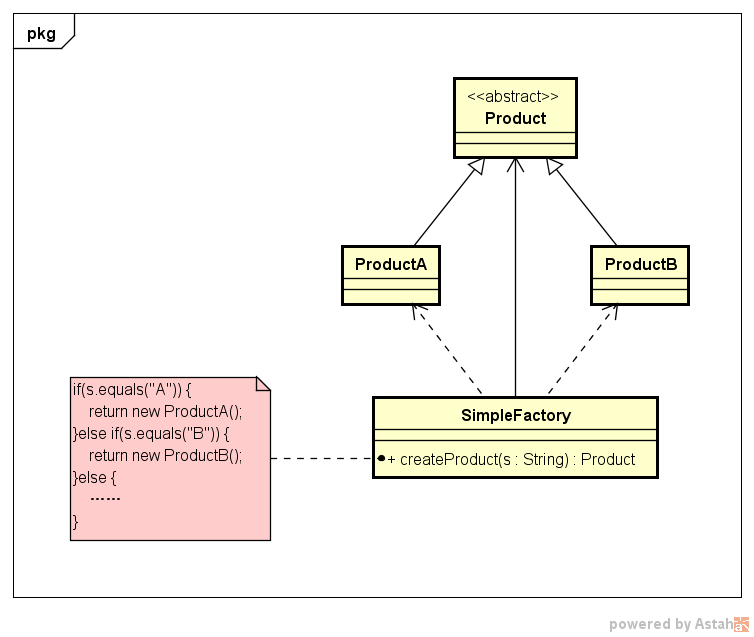 pkg
<<abstract>>
Product
ProductA
ProductB
if(s.equals("A")) {
return new ProductA();
}else if(s.equals("B")) {
return new ProductB();
}else {
……
}
SimpleFactory
+ createProduct(s : String) : Product
powered by Astah